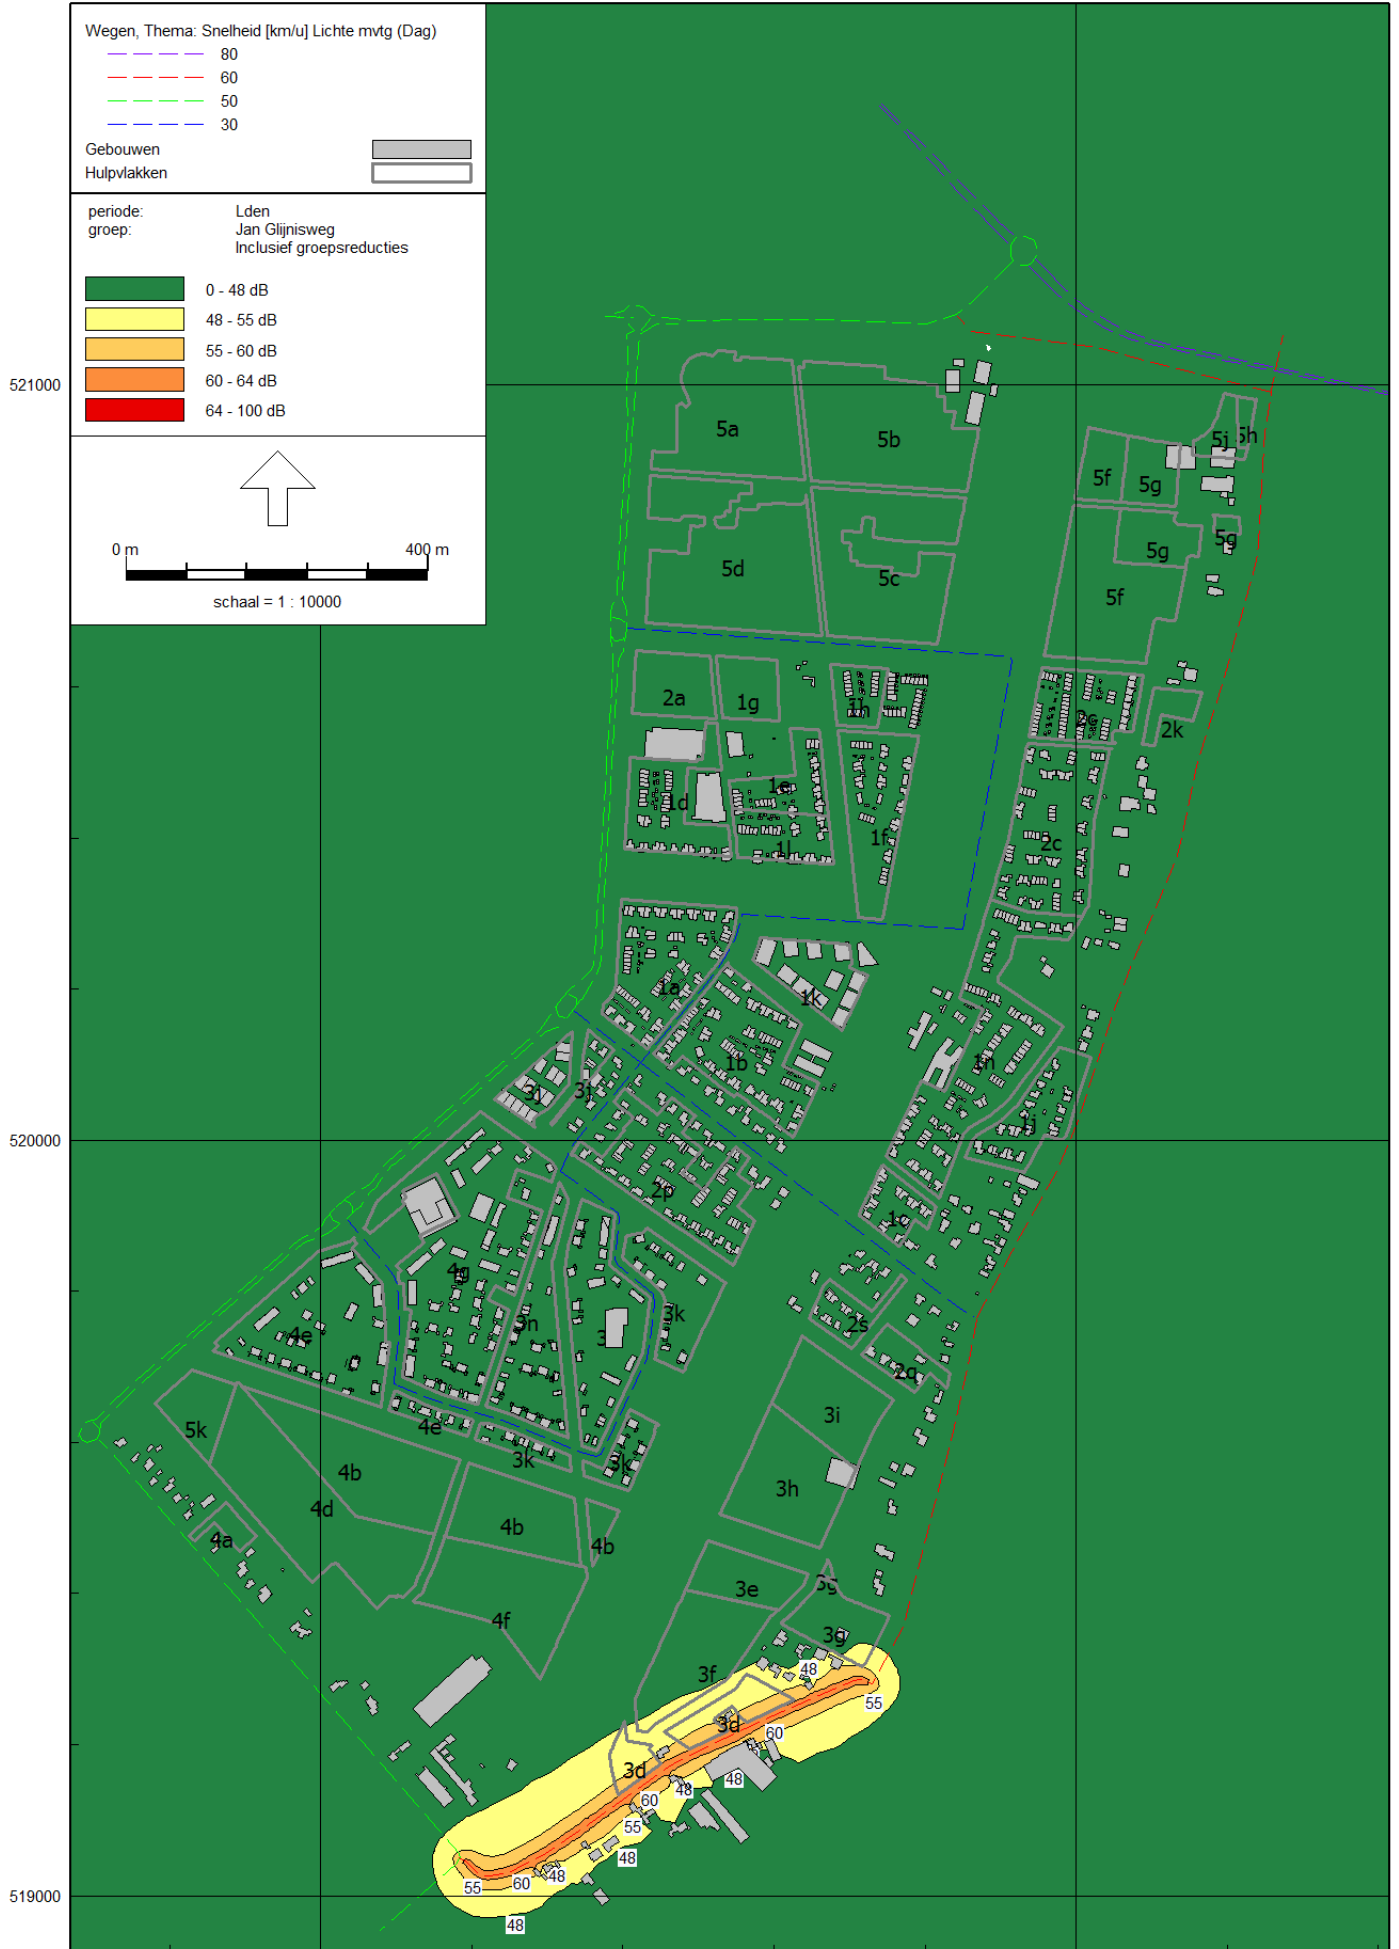 Wegen, Thema: Snelheid [km/u] Lichte mvtg (Dag)
80
60
50
30
Gebouwen
Hulpvlakken
periode: Lden
groep: Jan Glijnisweg
Inclusief groepsreducties
0 - 48 dB
48 - 55 dB
55 - 60 dB
60 - 64 dB
64 - 100 dB
0 m 400 m
schaal = 1 : 10000
521000
5a
5b
5j 5h
5f
5g
5g
5g
5d
5c
5f
2a
1g
1h
2c
2k
1e
1d
1f
1l
2c
1a
1k
1b
1n
3j
3j
1j
520000
2p
1c
4g
3k
2s
4e
3n
3
2q
3i
5k
4e
3k
3k
4b
3h
4d
4b
4a
4b
3e
3g
4f
3g
48
3f
55
3d
60
3d
48
48
60
55
48
48
55
60
519000
48